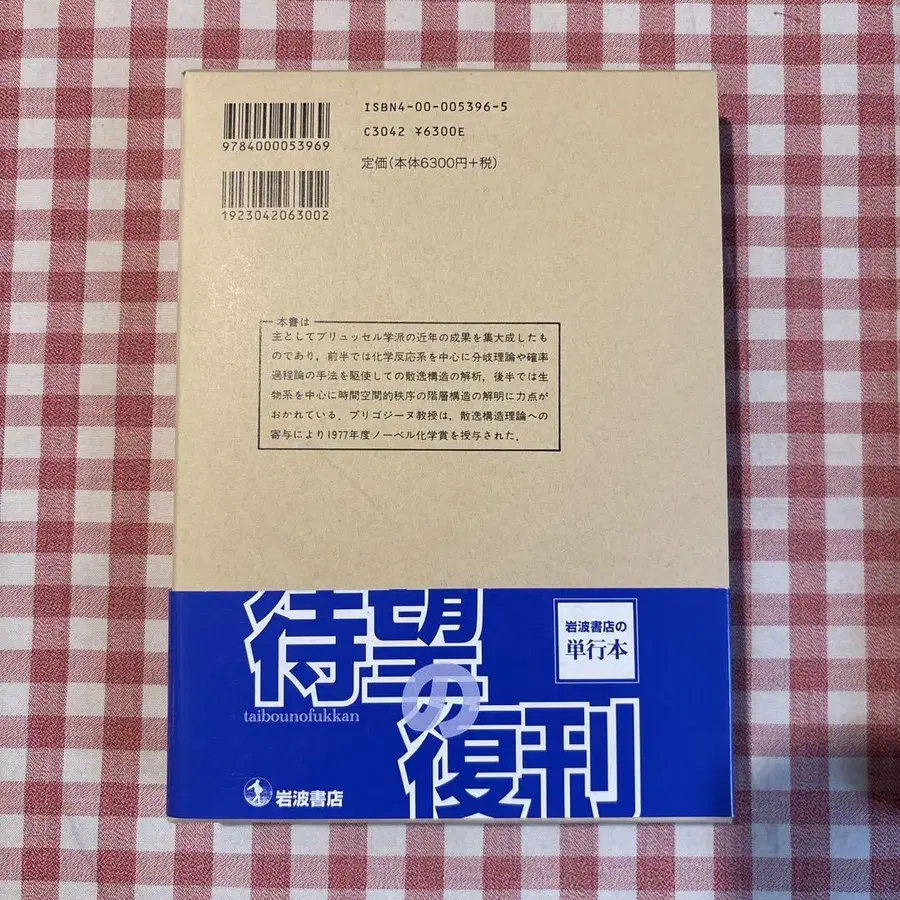 ISBN4-00-005396-5
C3042 ¥6300E
9784000053969
定価(本体6300円+税)
1923042063002
本書は
主としてブリュッセル学派の近年の成果を集大成したも
のであり,前半では化学反応系を中心に分岐理論や確率
過程論の手法を駆使しての散逸構造の解析,後半では生
物系を中心に時間空間的秩序の階層構造の解明に力点が
おかれている.プリゴジーヌ教授は,散逸構造理論への
寄与により1977年度ノーベル化学賞を授与された.
待望の復刊
taibounofukkan
岩波書店の
単行本
岩波書店